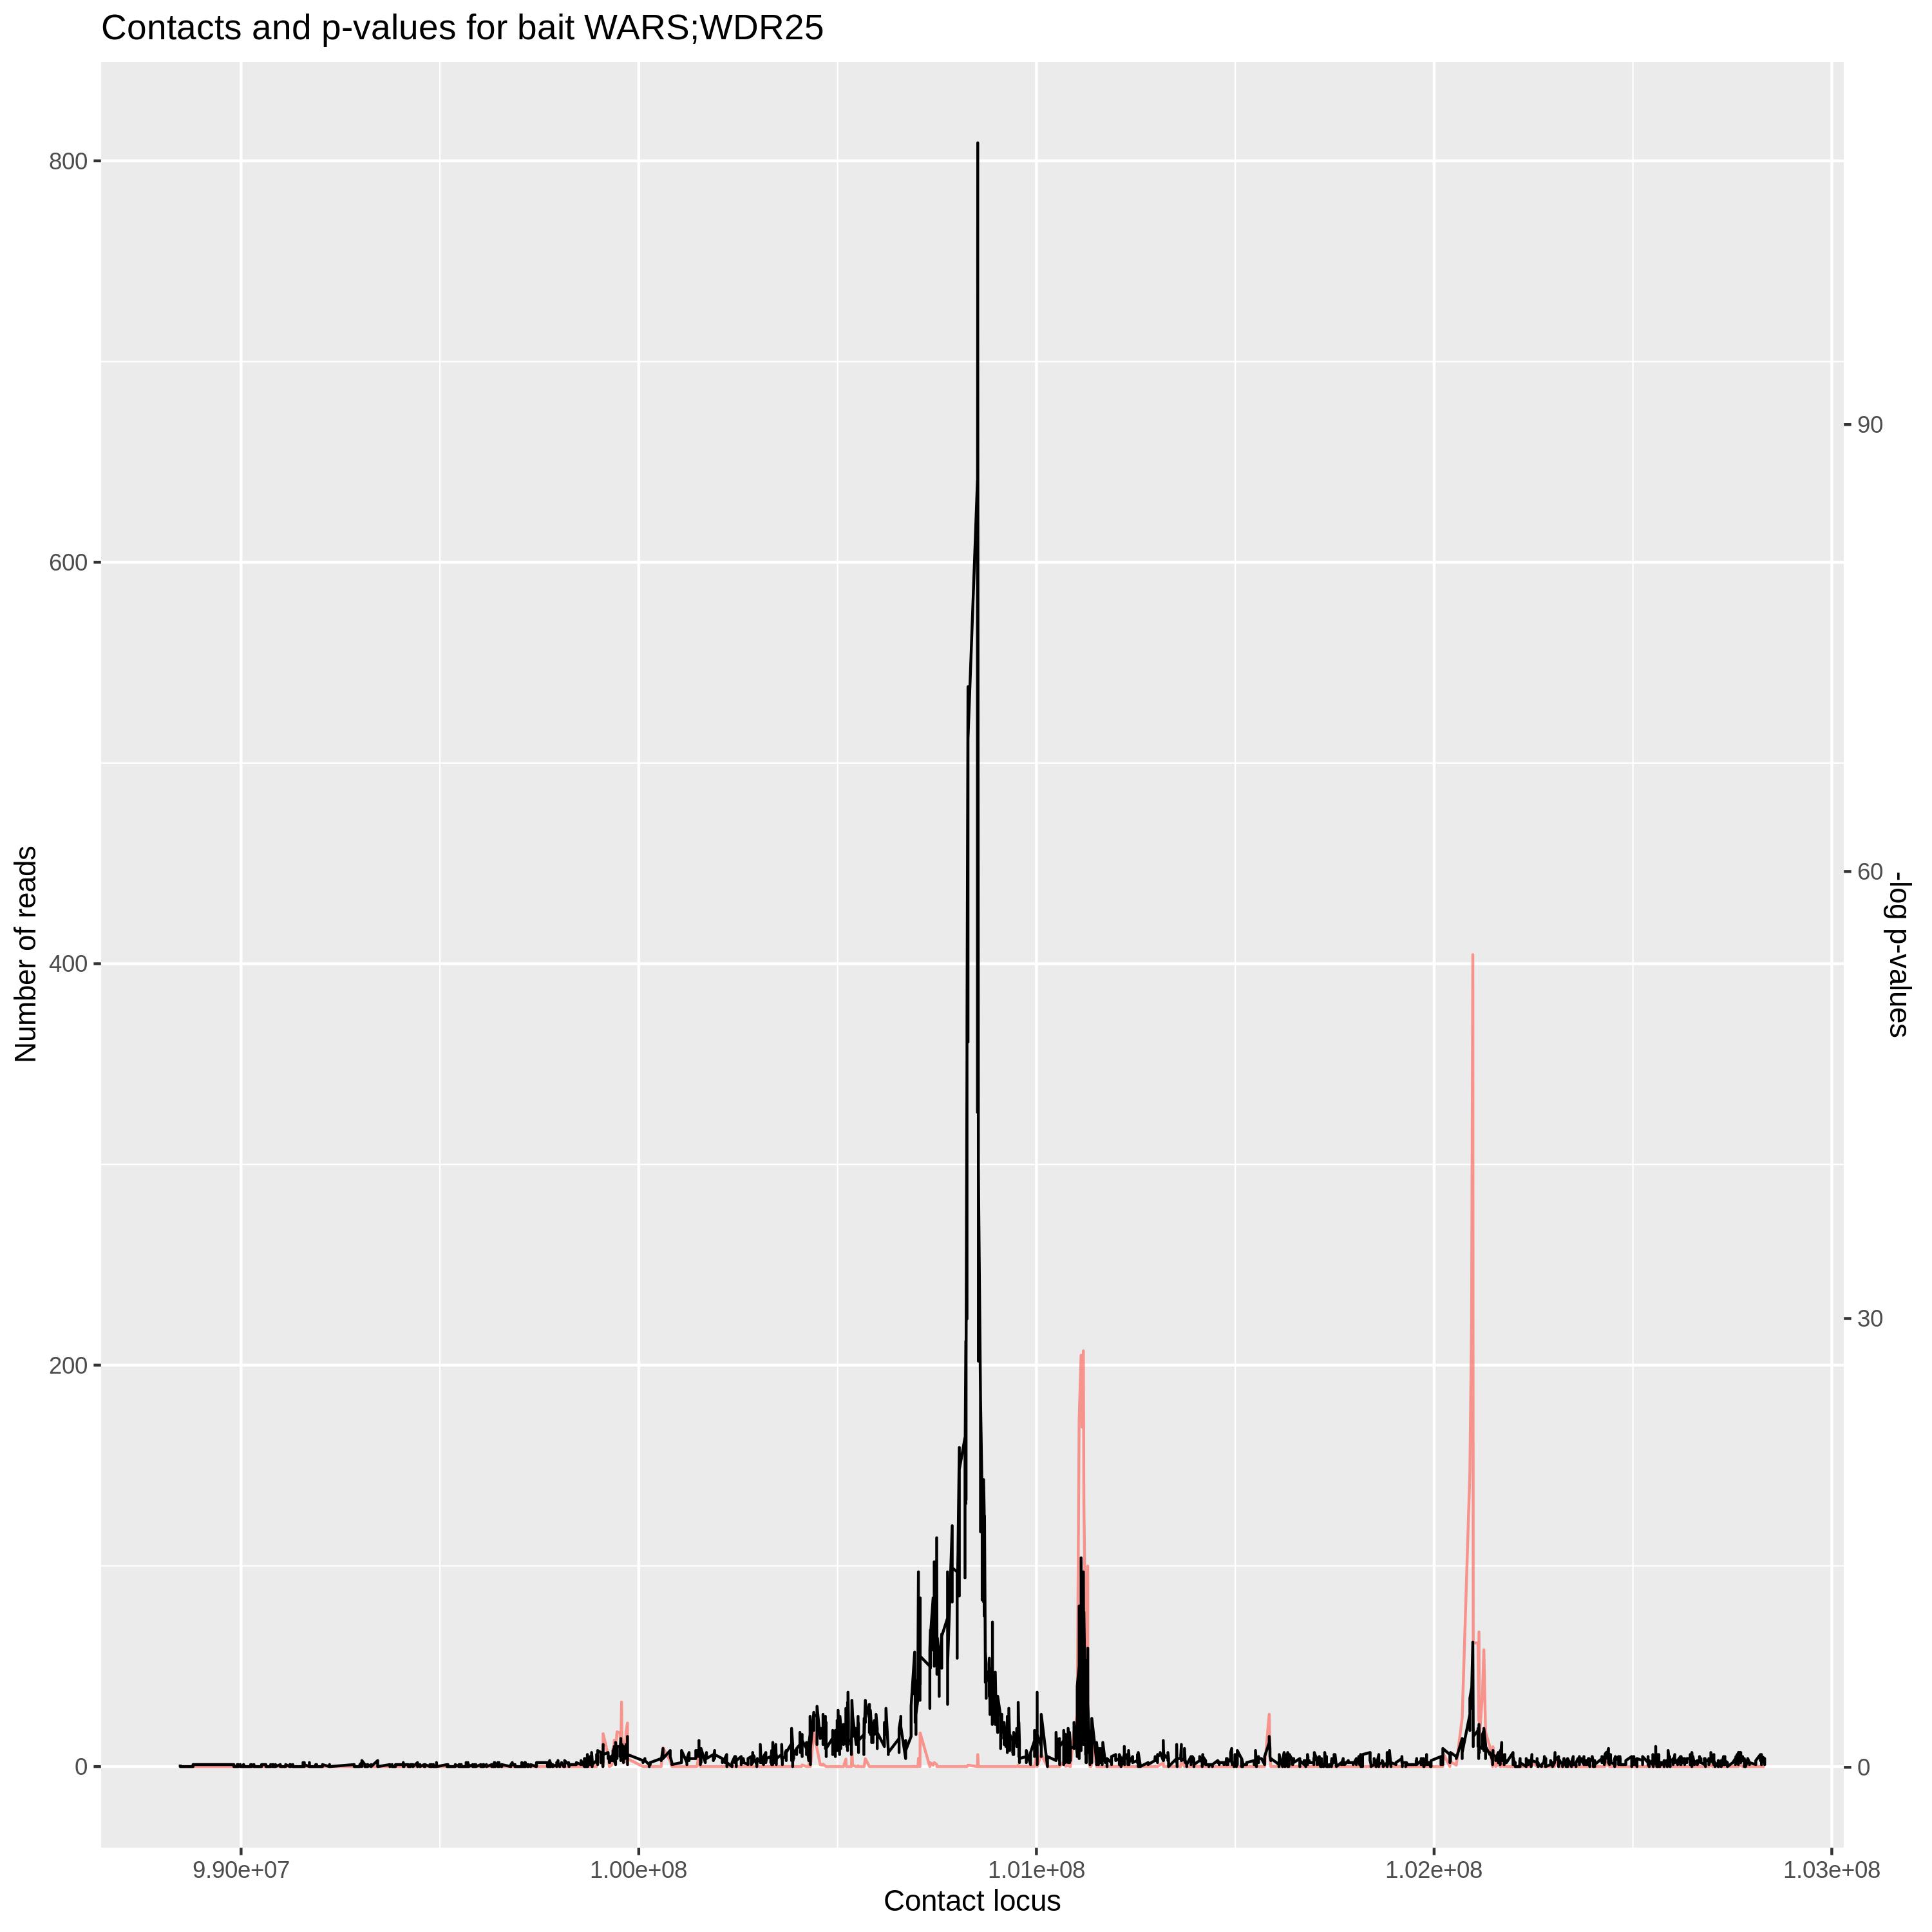 Contacts and p-values for bait WARS;WDR25
800
600
400
200
0
Number of reads
90
60
30
0
-log p-values
9.90e+07
1.00e+08
1.01e+08
1.02e+08
1.03e+08
Contact locus